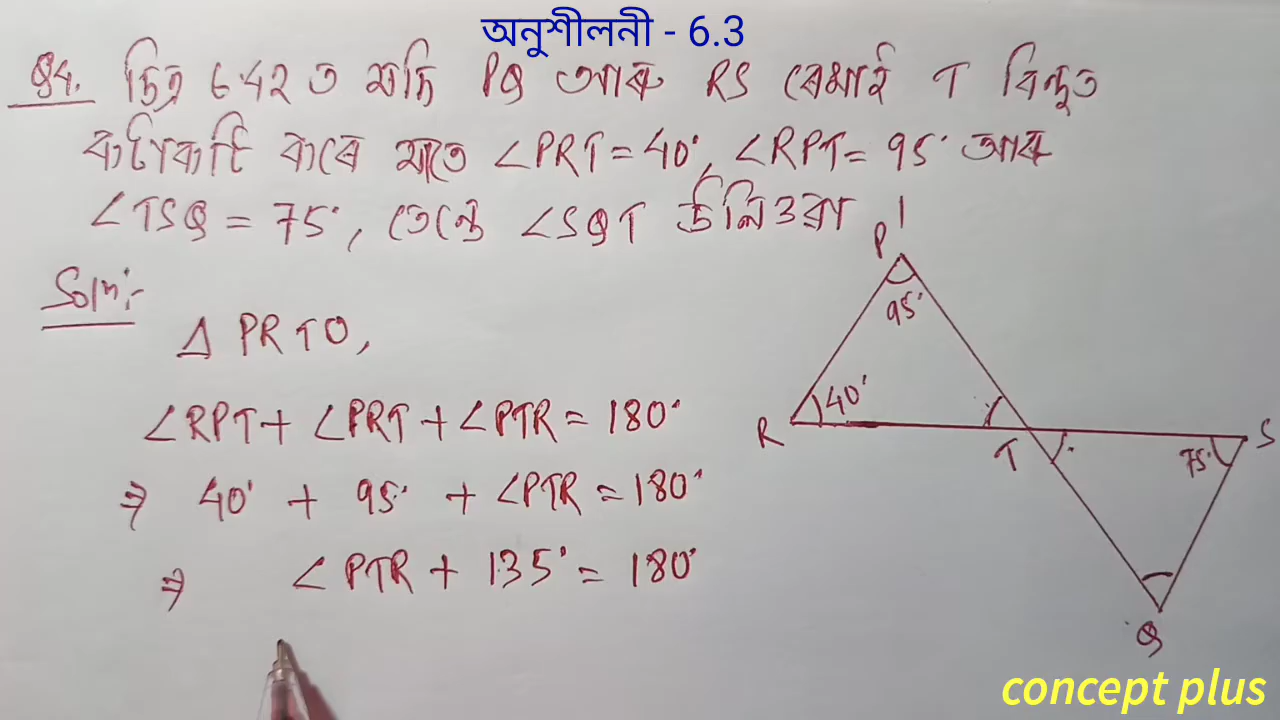 অনুশীলনী - 6.3
Q4. চিত্ৰ 6.42 ত যদি PQ আৰু RS ৰেখাই T বিন্দুত
কটাকটি কৰে যাতে ∠PRT = 40°, ∠RPT = 95° আৰু
∠TSQ = 75°, তেন্তে ∠SQT উলিওৱা।
Soln:-
Δ PRT ত,
∠RPT + ∠PRT + ∠PTR = 180°
⇒ 40° + 95° + ∠PTR = 180°
⇒ ∠PTR + 135° = 180°
P
95°
40°
R
T
75°
S
Q
concept plus